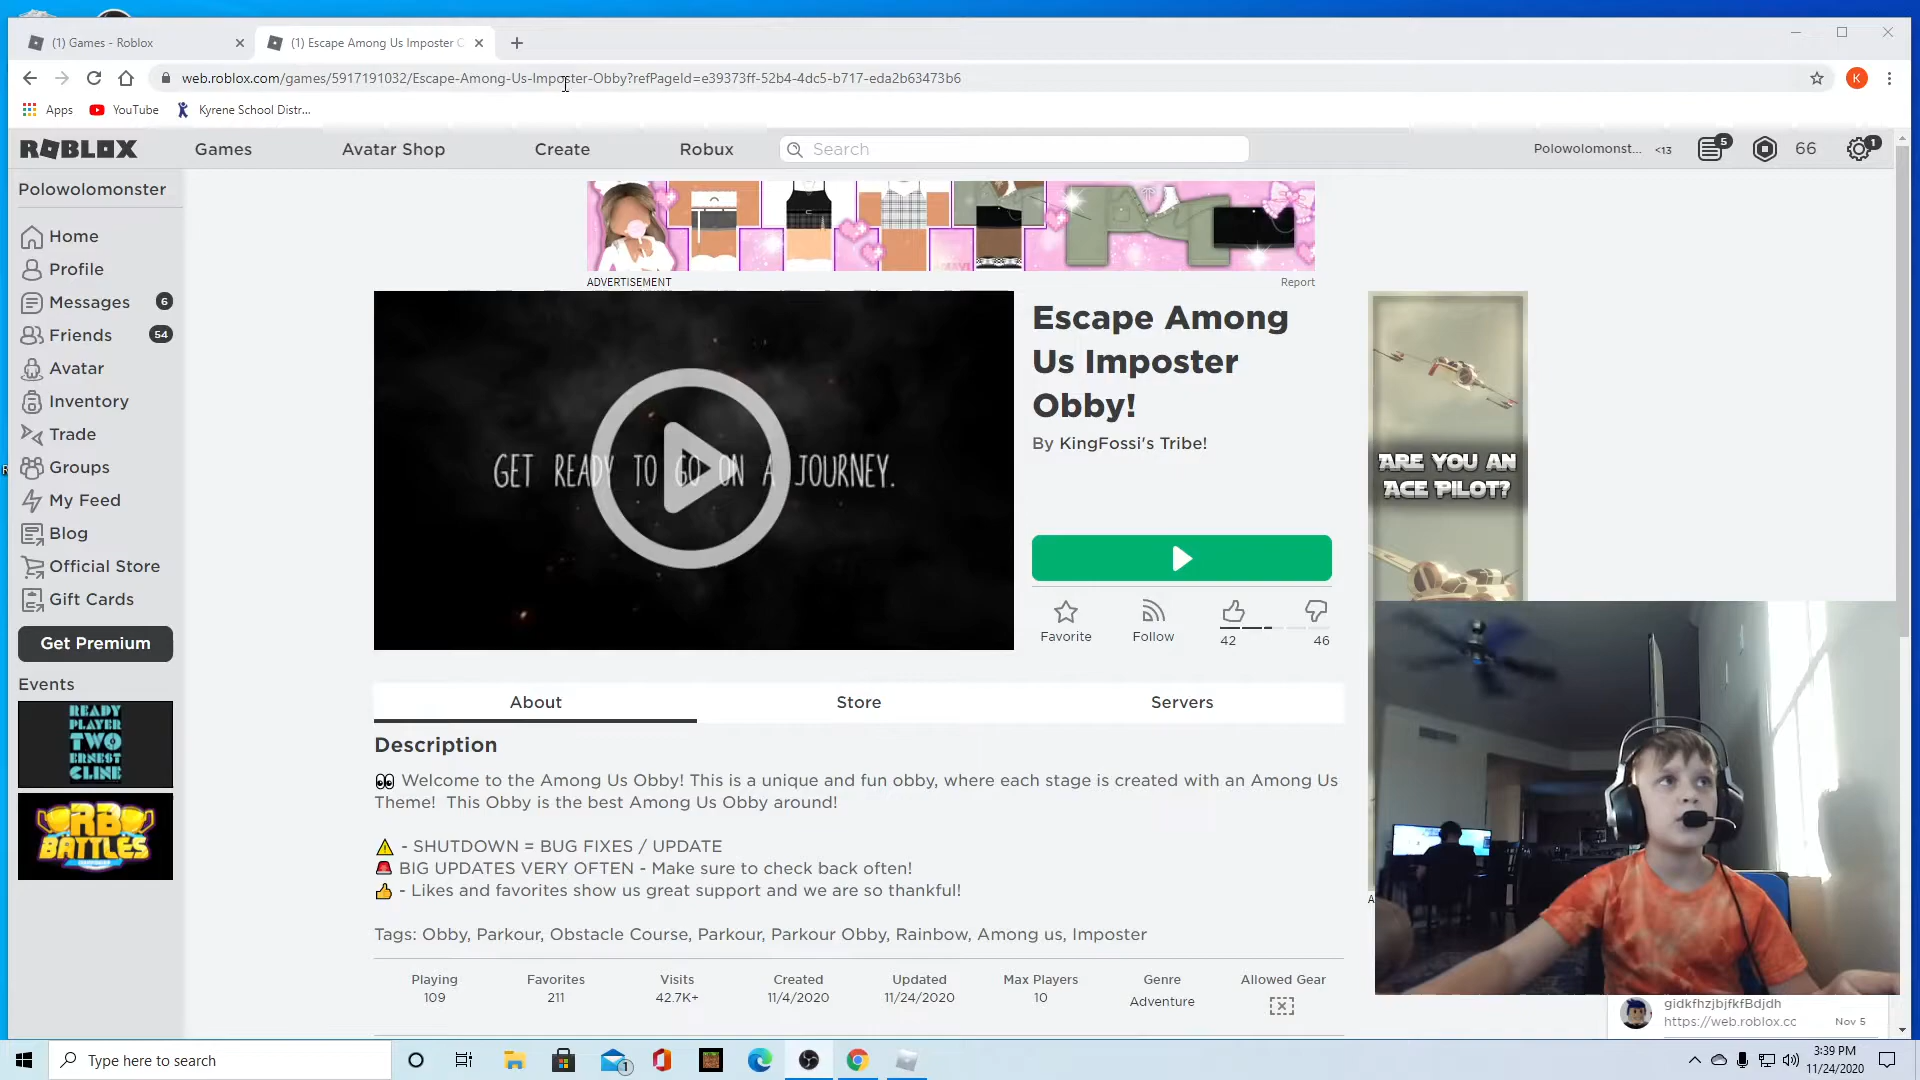 (1) Games - Roblox
(1) Escape Among Us Imposter O
web.roblox.com/games/5917191032/Escape-Among-Us-Imposter-Obby?refPageId=e39373ff-52b4-4dc5-b717-eda2b63473b6
K
Apps
YouTube
Kyrene School Distr...
ROBLOX
Games
Avatar Shop
Create
Robux
Search
Polowolomonst...
<13
5
66
1
Polowolomonster
Home
Profile
Messages 6
Friends 54
Avatar
Inventory
Trade
Groups
My Feed
Blog
Official Store
Gift Cards
Get Premium
Events
READY
PLAYER
TWO
ERNEST
CLINE
RB
BATTLES
ADVERTISEMENT
Report
GET READY TO GO ON A JOURNEY.
Escape Among
Us Imposter
Obby!
By KingFossi's Tribe!
Favorite
Follow
42
46
ARE YOU AN
ACE PILOT?
About
Store
Servers
Description
👀 Welcome to the Among Us Obby! This is a unique and fun obby, where each stage is created with an Among Us
Theme! This Obby is the best Among Us Obby around!
⚠ - SHUTDOWN = BUG FIXES / UPDATE
🚨 BIG UPDATES VERY OFTEN - Make sure to check back often!
👍 - Likes and favorites show us great support and we are so thankful!
Tags: Obby, Parkour, Obstacle Course, Parkour, Parkour Obby, Rainbow, Among us, Imposter
Playing Favorites Visits Created Updated Max Players Genre Allowed Gear
109 211 42.7K+ 11/4/2020 11/24/2020 10 Adventure
gidkfhzjbjfkfBdjdh
https://web.roblox.cc Nov 5
Type here to search
1
3:39 PM
11/24/2020